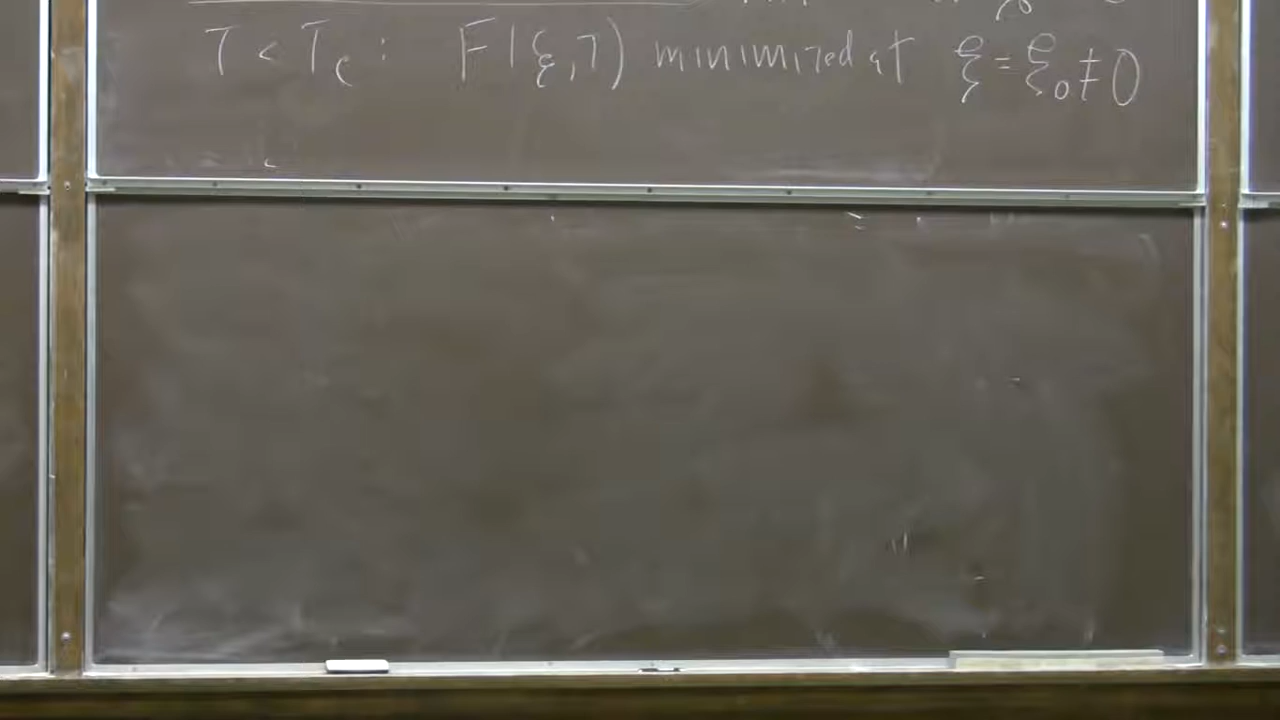 T < T_c : F(ξ,T) minimized at ξ = ξ_0 ≠ 0